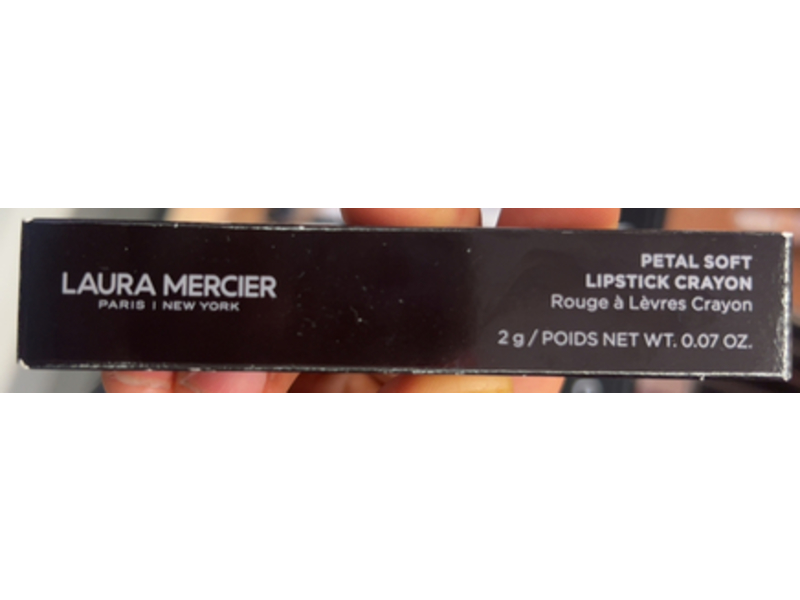 LAURA MERCIER
PARIS | NEW YORK
PETAL SOFT
LIPSTICK CRAYON
Rouge à Lèvres Crayon
2 g / POIDS NET WT. 0.07 OZ.